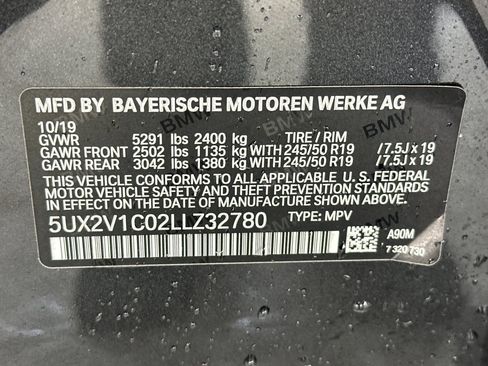 MFD BY BAYERISCHE MOTOREN WERKE AG
10/19
GVWR 5291 lbs 2400 kg TIRE / RIM
GAWR FRONT 2502 lbs 1135 kg WITH 245/50 R19 /7.5J x 19
GAWR REAR 3042 lbs 1380 kg WITH 245/50 R19 /7.5J x 19
THIS VEHICLE CONFORMS TO ALL APPLICABLE U. S. FEDERAL
MOTOR VEHICLE SAFETY AND THEFT PREVENTION STANDARDS
IN EFFECT ON THE DATE OF MANUFACTURE SHOWN ABOVE.
5UX2V1C02LLZ32780 TYPE: MPV
A90M
7 320 730